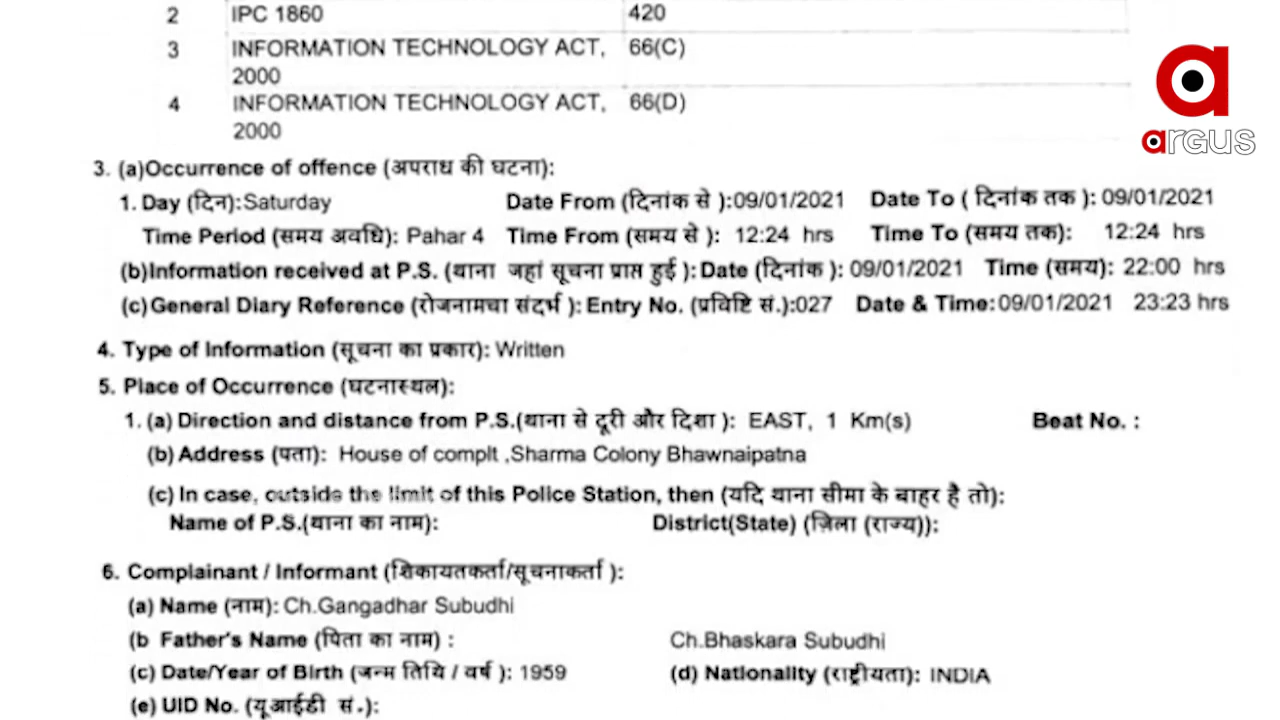 2 IPC 1860 420
3 INFORMATION TECHNOLOGY ACT, 66(C)
2000
4 INFORMATION TECHNOLOGY ACT, 66(D)
2000
argus
3. (a)Occurrence of offence (अपराध की घटना):
1. Day (दिन):Saturday Date From (दिनांक से ):09/01/2021 Date To ( दिनांक तक ): 09/01/2021
Time Period (समय अवधि): Pahar 4 Time From (समय से ): 12:24 hrs Time To (समय तक): 12:24 hrs
(b)Information received at P.S. (थाना जहां सूचना प्राप्त हुई ): Date (दिनांक ): 09/01/2021 Time (समय): 22:00 hrs
(c) General Diary Reference (रोजनामचा संदर्भ ): Entry No. (प्रविष्टि सं.):027 Date & Time: 09/01/2021 23:23 hrs
4. Type of Information (सूचना का प्रकार): Written
5. Place of Occurrence (घटनास्थल):
1. (a) Direction and distance from P.S.(थाना से दूरी और दिशा ): EAST, 1 Km(s) Beat No. :
(b) Address (पता): House of complt ,Sharma Colony Bhawnaipatna
(c) In case, outside the limit of this Police Station, then (यदि थाना सीमा के बाहर है तो):
Name of P.S.(थाना का नाम): District(State) (ज़िला (राज्य)):
6. Complainant / Informant (शिकायतकर्ता/सूचनाकर्ता ):
(a) Name (नाम): Ch.Gangadhar Subudhi
(b Father's Name (पिता का नाम) : Ch.Bhaskara Subudhi
(c) Date/Year of Birth (जन्म तिथि / वर्ष ): 1959 (d) Nationality (राष्ट्रीयता): INDIA
(e) UID No. (यूआईडी सं.):